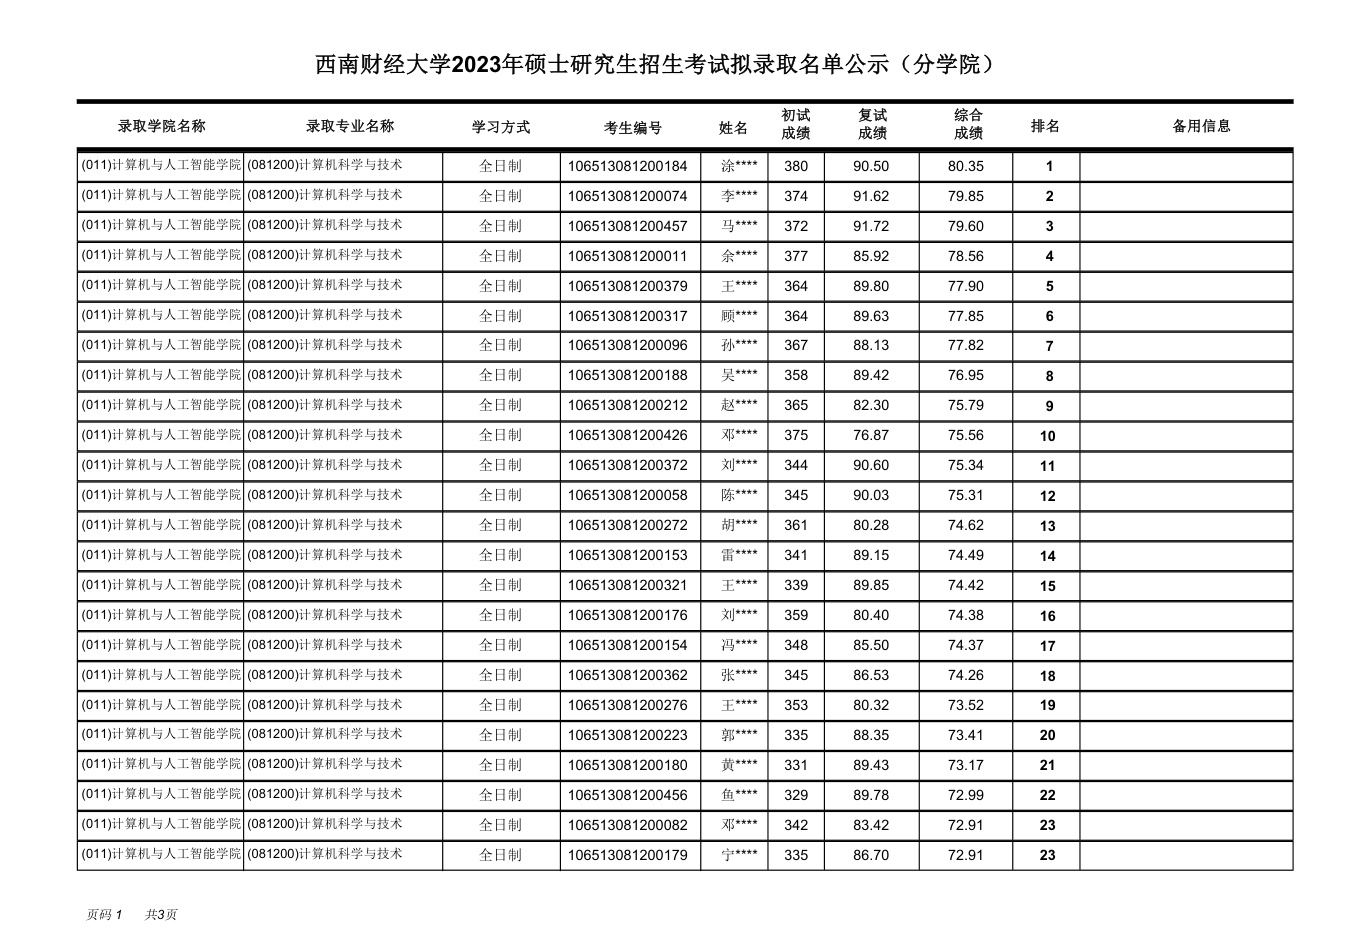 西南财经大学2023年硕士研究生招生考试拟录取名单公示（分学院）
录取学院名称 录取专业名称 学习方式 考生编号 姓名 初试成绩 复试成绩 综合成绩 排名 备用信息
(011)计算机与人工智能学院 (081200)计算机科学与技术 全日制 106513081200184 涂**** 380 90.50 80.35 1
(011)计算机与人工智能学院 (081200)计算机科学与技术 全日制 106513081200074 李**** 374 91.62 79.85 2
(011)计算机与人工智能学院 (081200)计算机科学与技术 全日制 106513081200457 马**** 372 91.72 79.60 3
(011)计算机与人工智能学院 (081200)计算机科学与技术 全日制 106513081200011 余**** 377 85.92 78.56 4
(011)计算机与人工智能学院 (081200)计算机科学与技术 全日制 106513081200379 王**** 364 89.80 77.90 5
(011)计算机与人工智能学院 (081200)计算机科学与技术 全日制 106513081200317 顾**** 364 89.63 77.85 6
(011)计算机与人工智能学院 (081200)计算机科学与技术 全日制 106513081200096 孙**** 367 88.13 77.82 7
(011)计算机与人工智能学院 (081200)计算机科学与技术 全日制 106513081200188 吴**** 358 89.42 76.95 8
(011)计算机与人工智能学院 (081200)计算机科学与技术 全日制 106513081200212 赵**** 365 82.30 75.79 9
(011)计算机与人工智能学院 (081200)计算机科学与技术 全日制 106513081200426 邓**** 375 76.87 75.56 10
(011)计算机与人工智能学院 (081200)计算机科学与技术 全日制 106513081200372 刘**** 344 90.60 75.34 11
(011)计算机与人工智能学院 (081200)计算机科学与技术 全日制 106513081200058 陈**** 345 90.03 75.31 12
(011)计算机与人工智能学院 (081200)计算机科学与技术 全日制 106513081200272 胡**** 361 80.28 74.62 13
(011)计算机与人工智能学院 (081200)计算机科学与技术 全日制 106513081200153 雷**** 341 89.15 74.49 14
(011)计算机与人工智能学院 (081200)计算机科学与技术 全日制 106513081200321 王**** 339 89.85 74.42 15
(011)计算机与人工智能学院 (081200)计算机科学与技术 全日制 106513081200176 刘**** 359 80.40 74.38 16
(011)计算机与人工智能学院 (081200)计算机科学与技术 全日制 106513081200154 冯**** 348 85.50 74.37 17
(011)计算机与人工智能学院 (081200)计算机科学与技术 全日制 106513081200362 张**** 345 86.53 74.26 18
(011)计算机与人工智能学院 (081200)计算机科学与技术 全日制 106513081200276 王**** 353 80.32 73.52 19
(011)计算机与人工智能学院 (081200)计算机科学与技术 全日制 106513081200223 郭**** 335 88.35 73.41 20
(011)计算机与人工智能学院 (081200)计算机科学与技术 全日制 106513081200180 黄**** 331 89.43 73.17 21
(011)计算机与人工智能学院 (081200)计算机科学与技术 全日制 106513081200456 鱼**** 329 89.78 72.99 22
(011)计算机与人工智能学院 (081200)计算机科学与技术 全日制 106513081200082 邓**** 342 83.42 72.91 23
(011)计算机与人工智能学院 (081200)计算机科学与技术 全日制 106513081200179 宁**** 335 86.70 72.91 23
页码 1 共3页